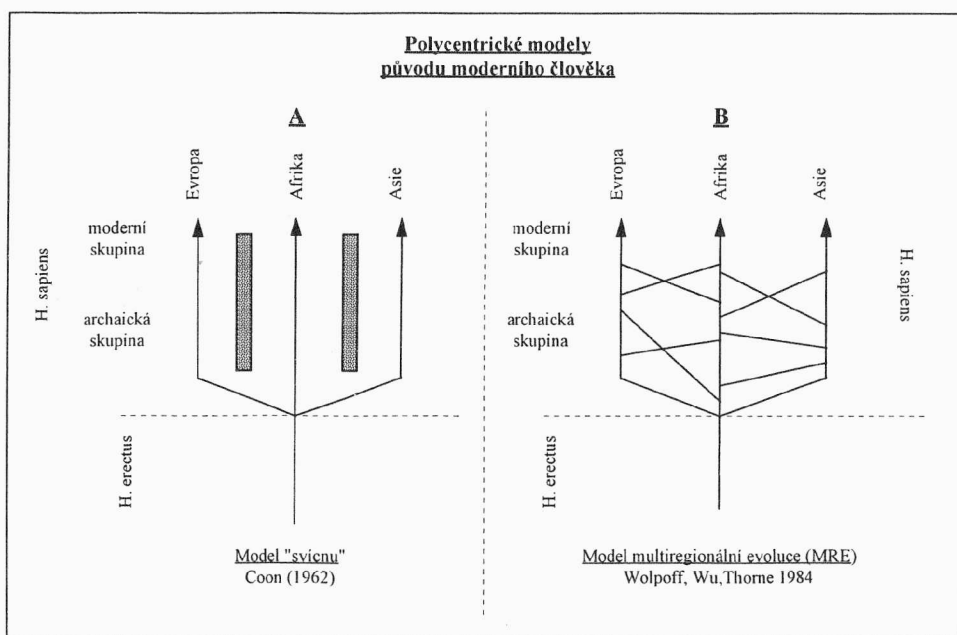 Polycentrické modely
původu moderního člověka
A
Evropa
Afrika
Asie
moderní
skupina
H. sapiens
archaická
skupina
H. erectus
Model "svícnu"
Coon (1962)
B
Evropa
Afrika
Asie
moderní
skupina
H. sapiens
archaická
skupina
H. erectus
Model multiregionální evoluce (MRE)
Wolpoff, Wu,Thorne 1984